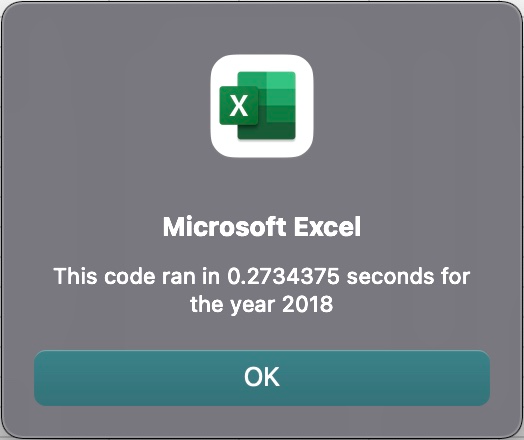 X
Microsoft Excel
This code ran in 0.2734375 seconds for
the year 2018
OK